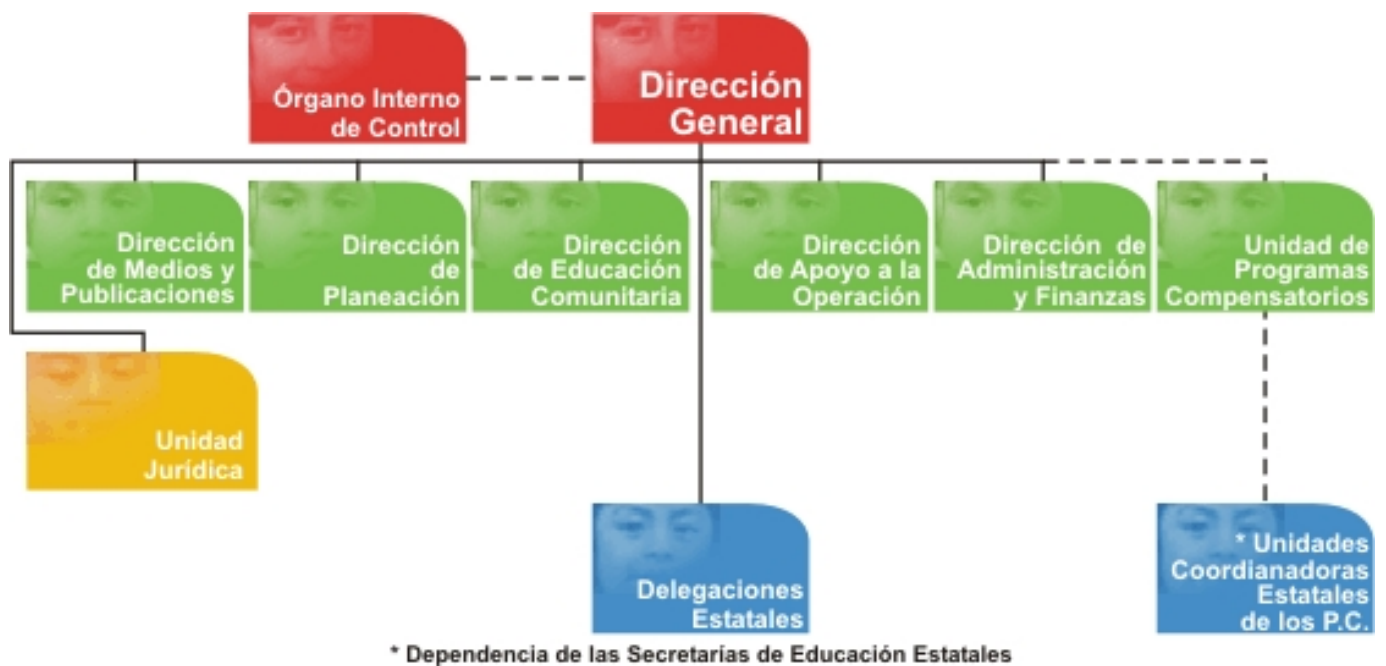 Órgano Interno
de Control
Dirección
General
Dirección
de Medios y
Publicaciones
Dirección
de
Planeación
Dirección
de Educación
Comunitaria
Dirección
de Apoyo a la
Operación
Dirección de
Administración
y Finanzas
Unidad de
Programas
Compensatorios
Unidad
Jurídica
Delegaciones
Estatales
* Unidades
Coordianadoras
Estatales
de los P.C.
* Dependencia de las Secretarías de Educación Estatales